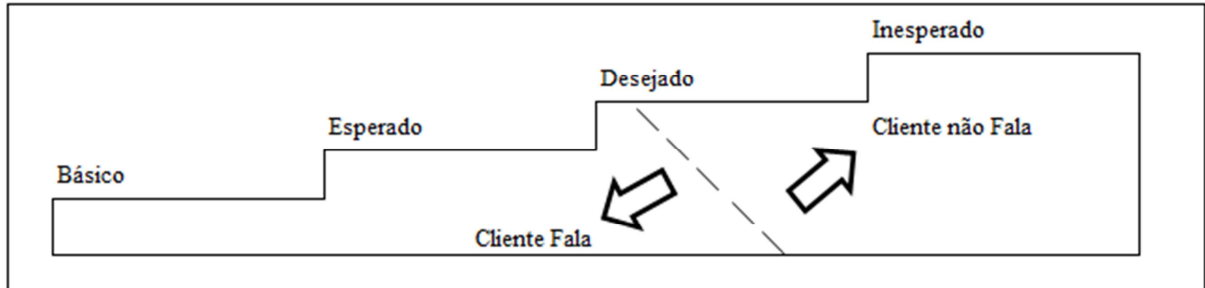 Inesperado
Desejado
Esperado
Cliente não Fala
Básico
Cliente Fala